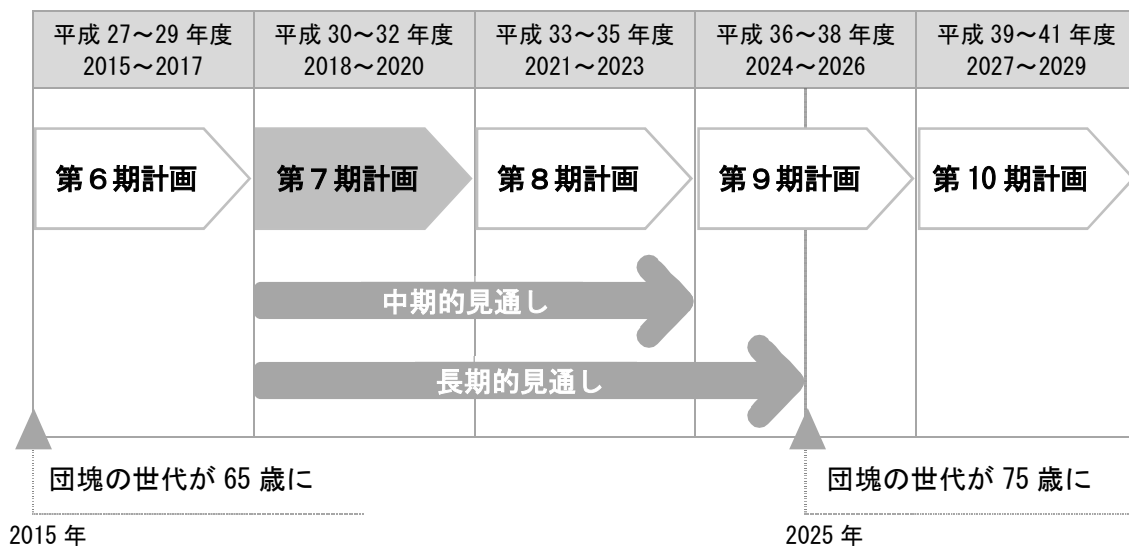 平成 27～29 年度
2015～2017
平成 30～32 年度
2018～2020
平成 33～35 年度
2021～2023
平成 36～38 年度
2024～2026
平成 39～41 年度
2027～2029
第６期計画
第７期計画
第８期計画
第９期計画
第 10 期計画
中期的見通し
長期的見通し
団塊の世代が 65 歳に
団塊の世代が 75 歳に
2015 年
2025 年